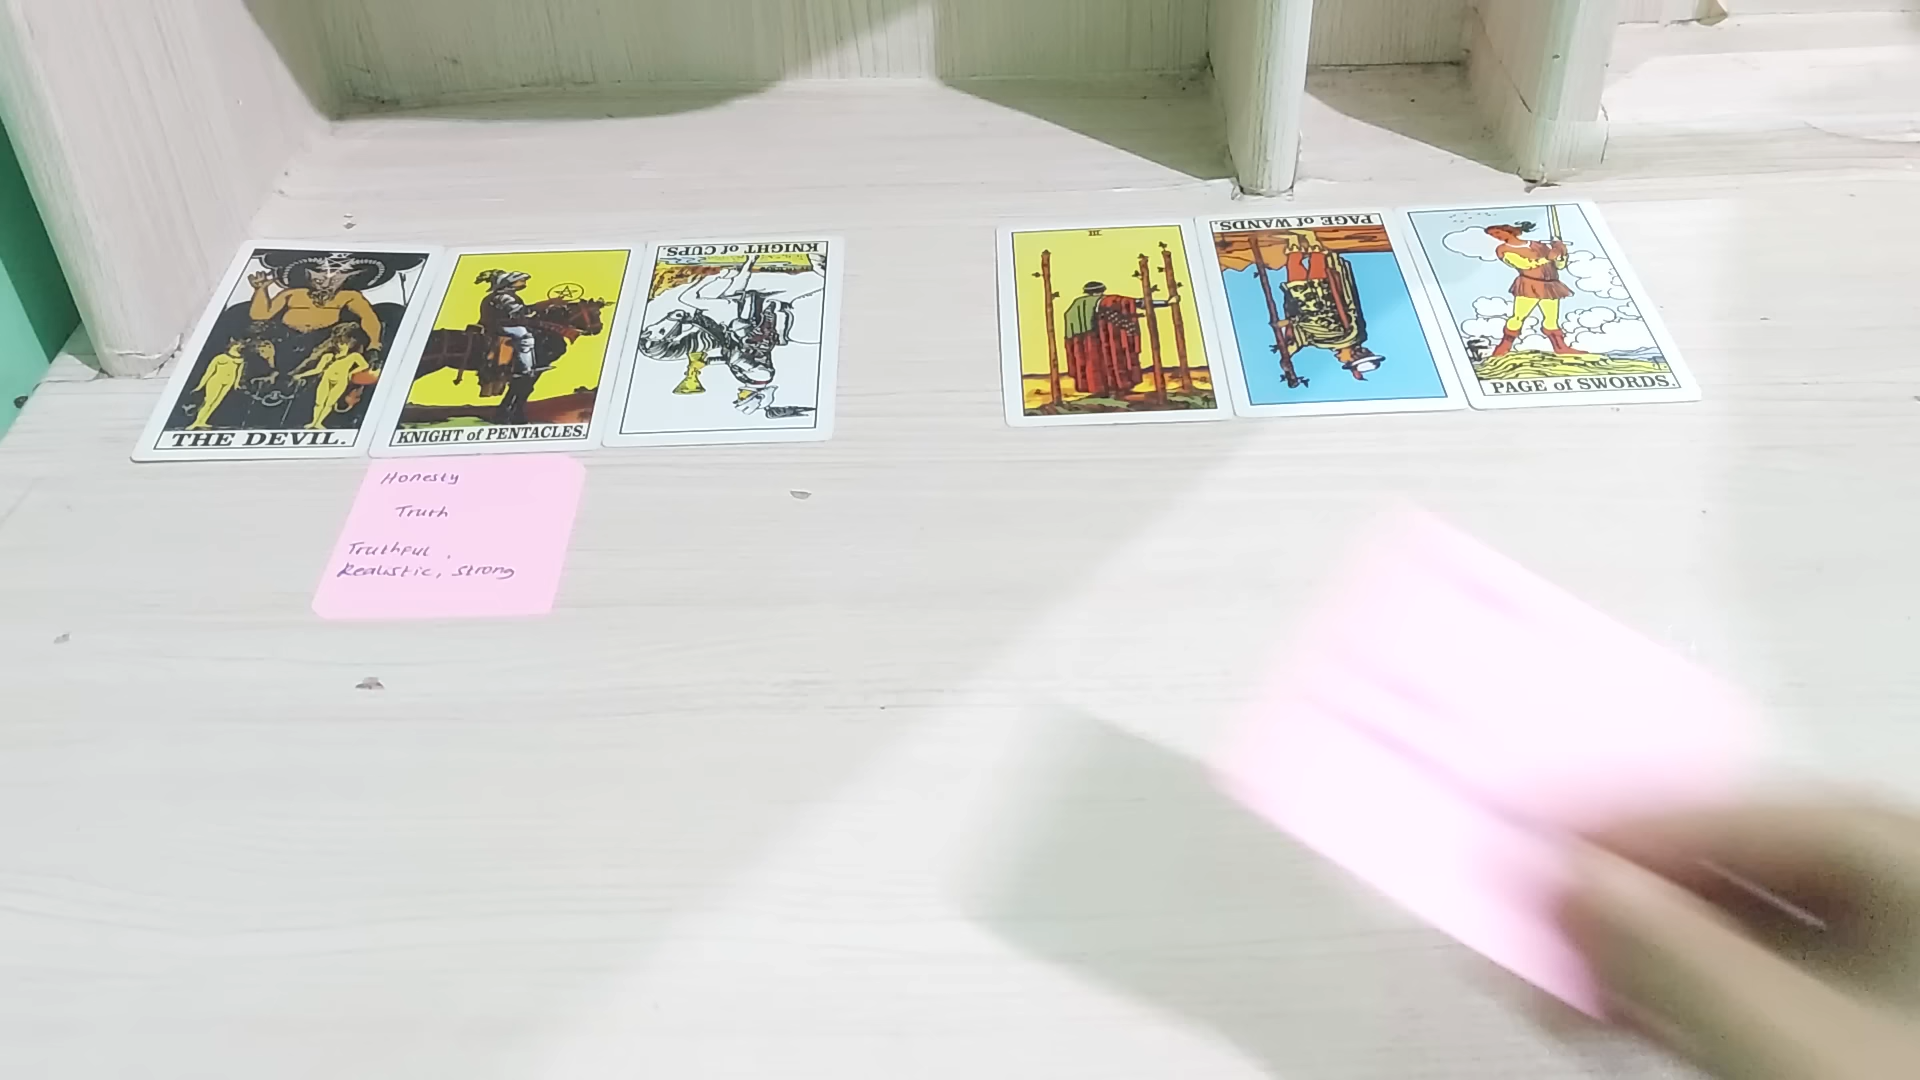 XV
THE DEVIL.
KNIGHT of PENTACLES.
KNIGHT of CUPS.
III
PAGE of WANDS.
PAGE of SWORDS.
Honesty
Truth
Truthful,
Realistic, strong